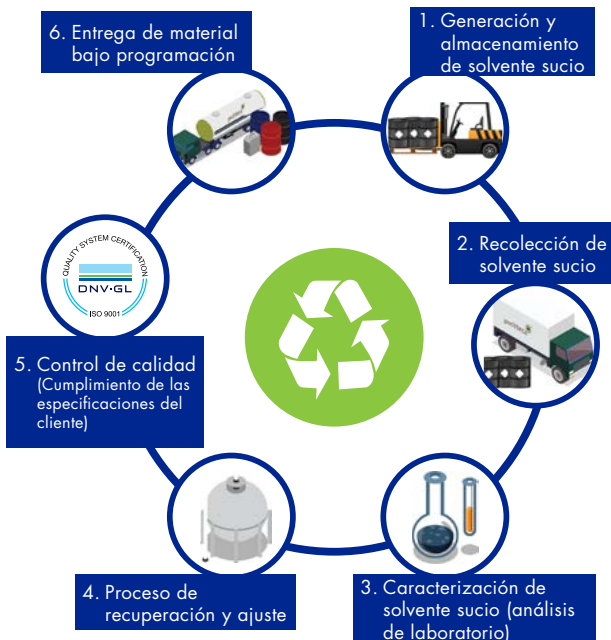 6. Entrega de material
bajo programación
1. Generación y
almacenamiento
de solvente sucio
2. Recolección de
solvente sucio
QUALITY SYSTEM CERTIFICATION
DNV·GL
ISO 9001
5. Control de calidad
(Cumplimiento de las
especificaciones del
cliente)
4. Proceso de
recuperación y ajuste
3. Caracterización de
solvente sucio (análisis
de laboratorio)